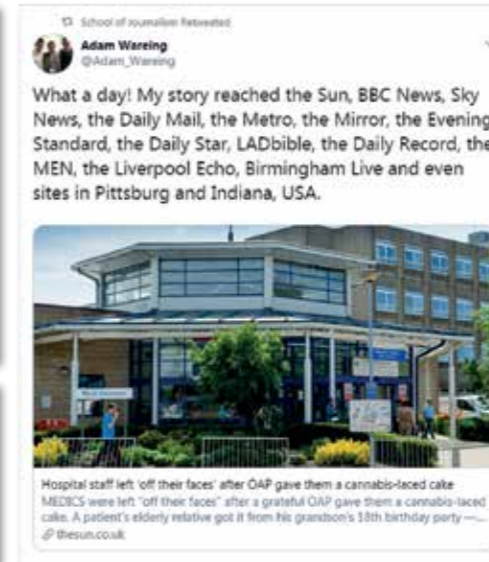 School of Journalism Retweeted
Adam Wareing
@Adam_Wareing
What a day! My story reached the Sun, BBC News, Sky
News, the Daily Mail, the Metro, the Mirror, the Evening
Standard, the Daily Star, LADbible, the Daily Record, the
MEN, the Liverpool Echo, Birmingham Live and even
sites in Pittsburg and Indiana, USA.
Hospital staff left 'off their faces' after OAP gave them a cannabis-laced cake
MEDICS were left "off their faces" after a grateful OAP gave them a cannabis-laced
cake. A patient's elderly relative got it from his grandson's 18th birthday party —...
thesun.co.uk